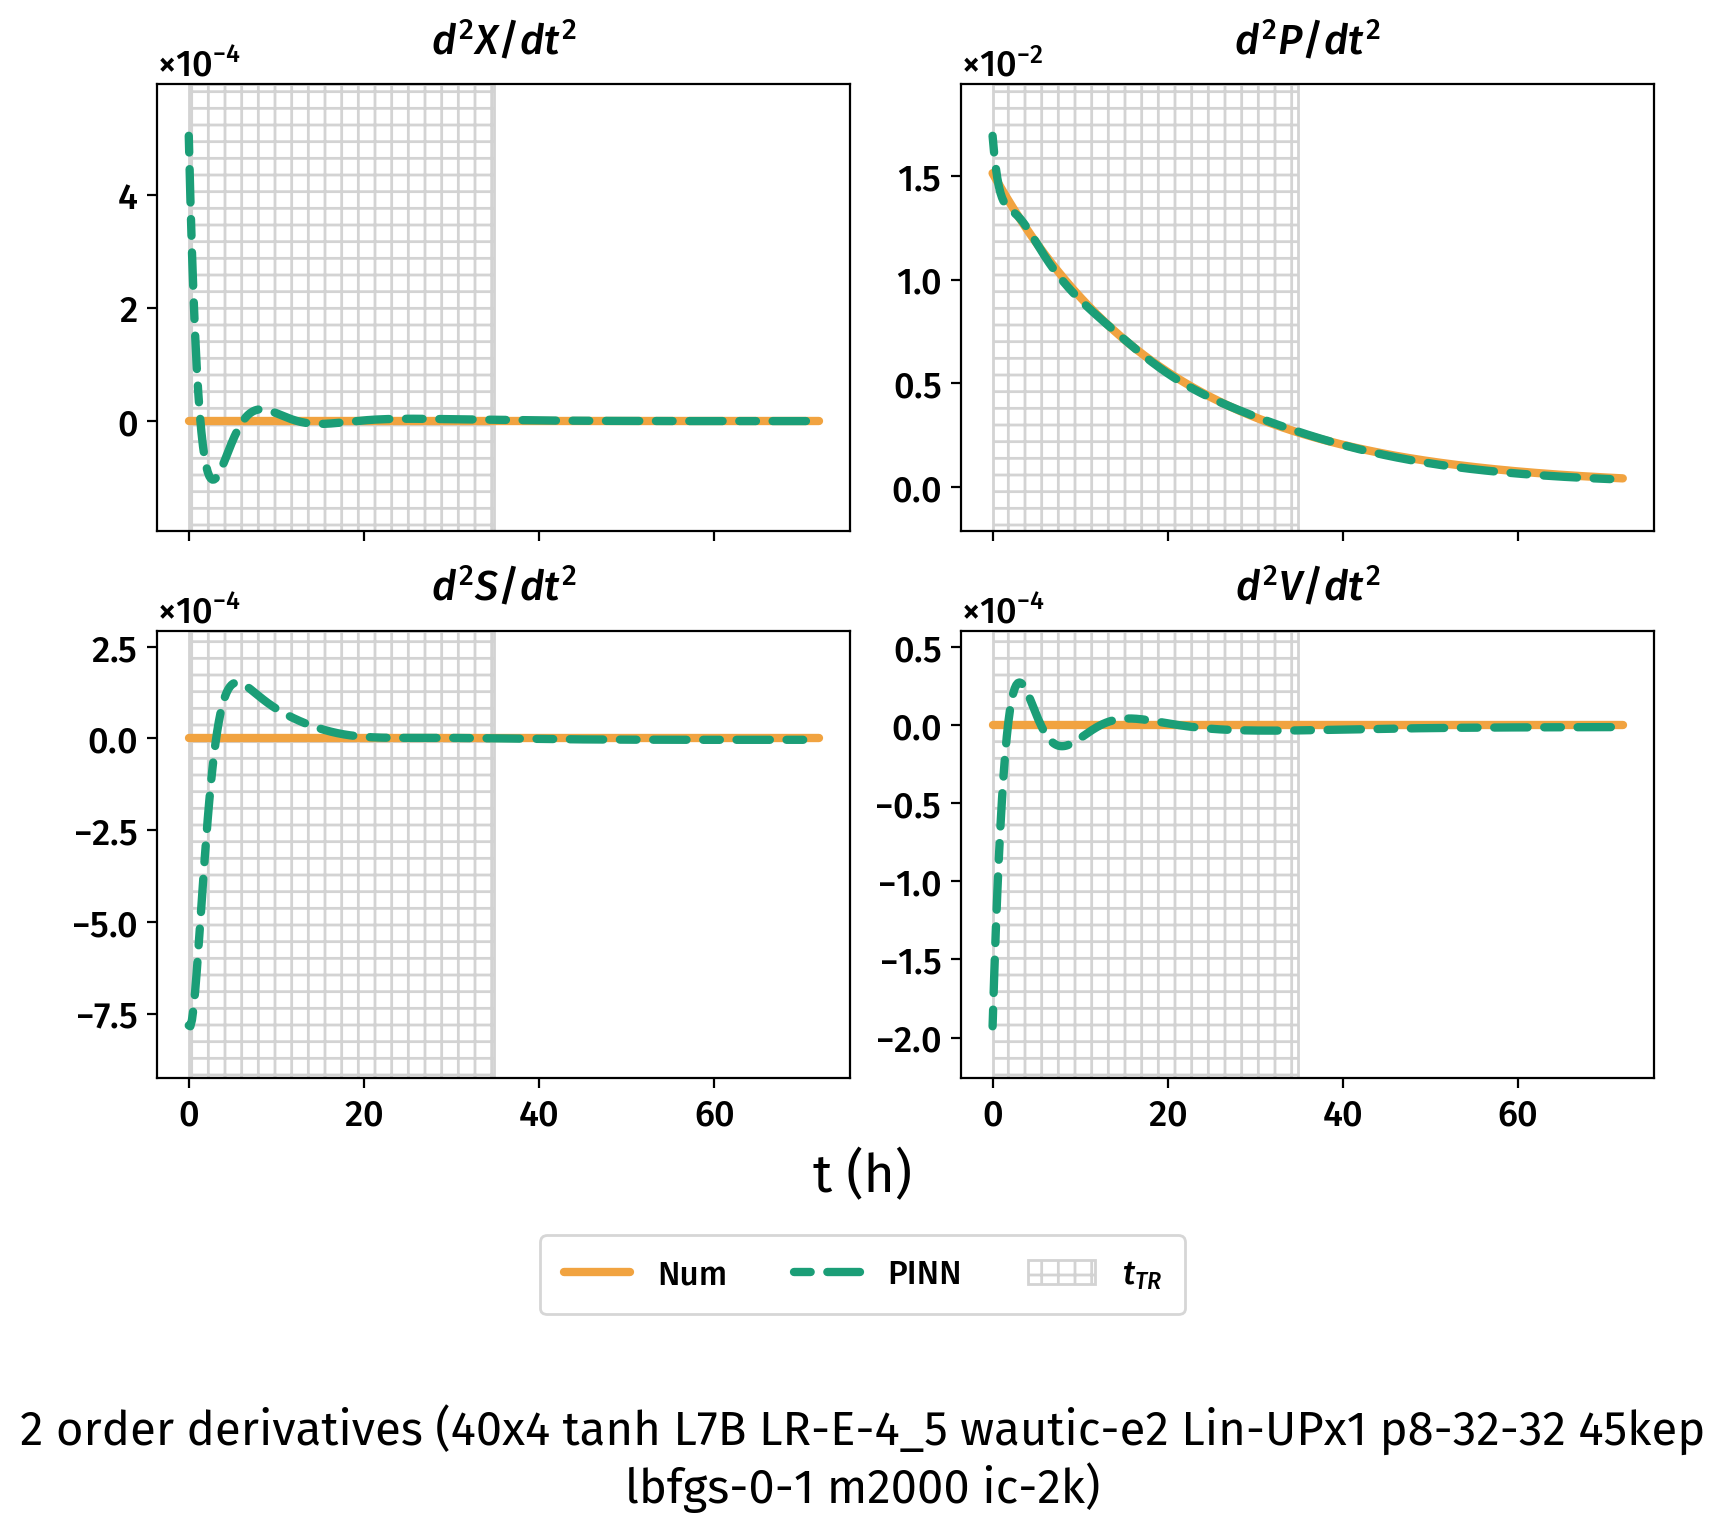 d²X/dt²
×10⁻⁴
4
2
0
d²P/dt²
×10⁻²
1.5
1.0
0.5
0.0
d²S/dt²
×10⁻⁴
2.5
0.0
−2.5
−5.0
−7.5
0 20 40 60
d²V/dt²
×10⁻⁴
0.5
0.0
−0.5
−1.0
−1.5
−2.0
0 20 40 60
t (h)
Num PINN t_TR
2 order derivatives (40x4 tanh L7B LR-E-4_5 wautic-e2 Lin-UPx1 p8-32-32 45kep
lbfgs-0-1 m2000 ic-2k)